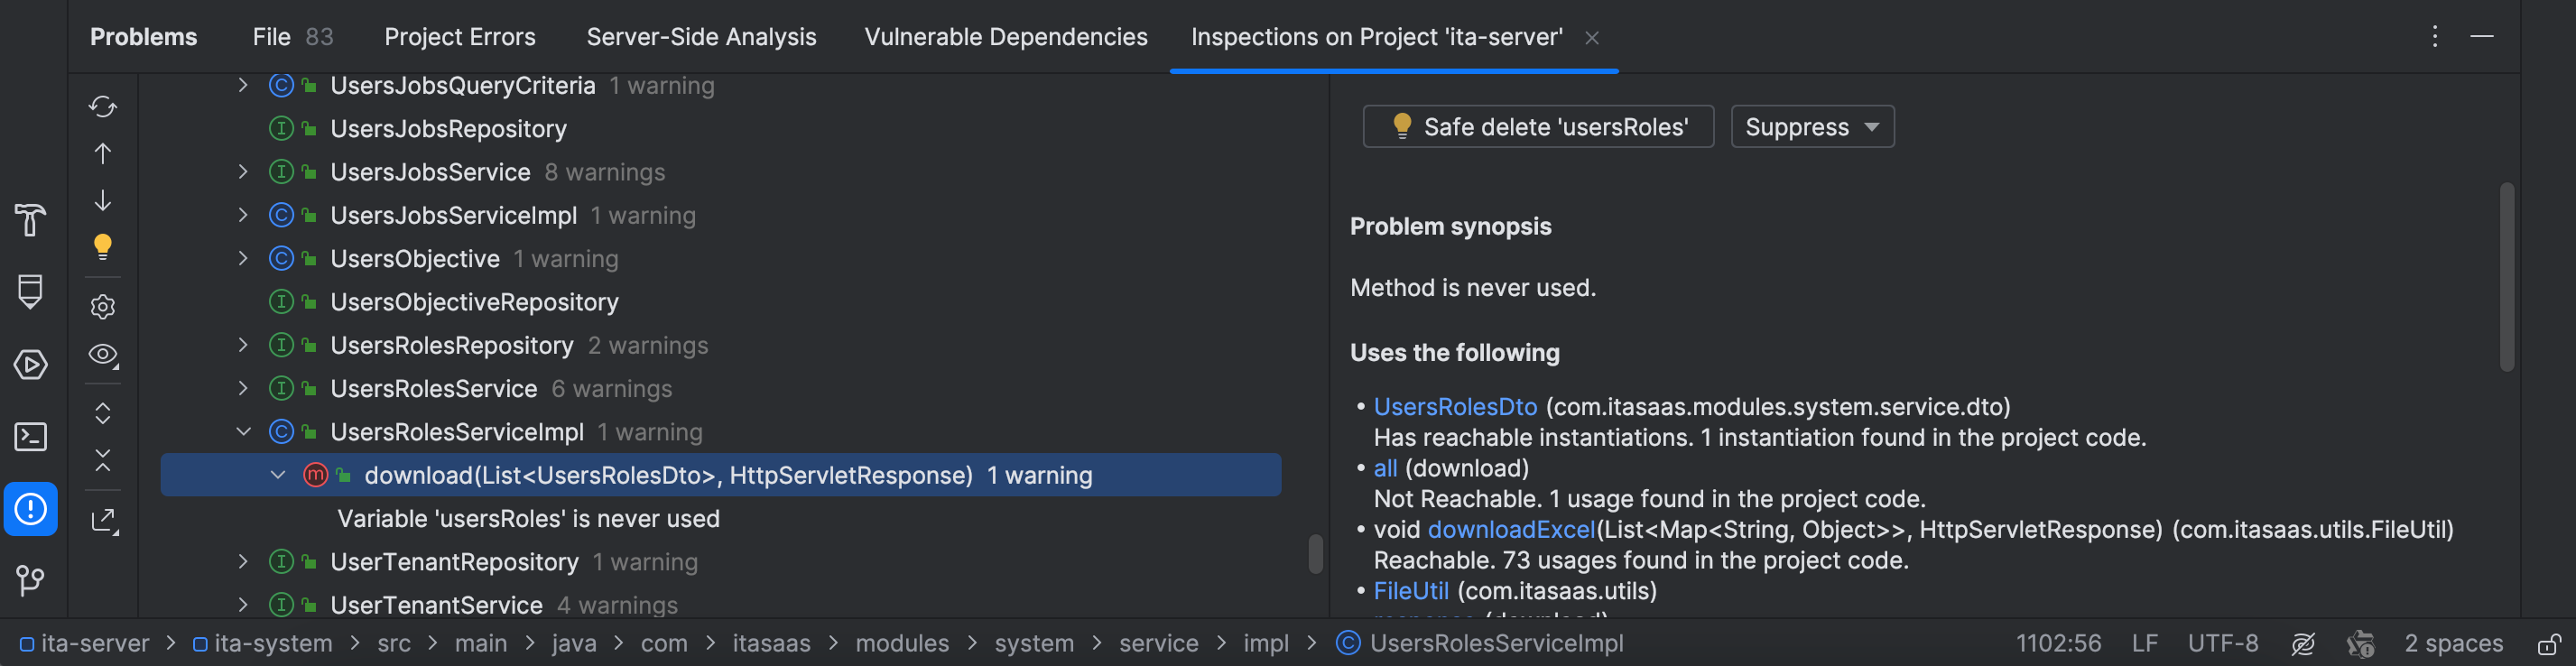 Problems File 83 Project Errors Server-Side Analysis Vulnerable Dependencies Inspections on Project 'ita-server'
UsersJobsQueryCriteria 1 warning
UsersJobsRepository
UsersJobsService 8 warnings
UsersJobsServiceImpl 1 warning
UsersObjective 1 warning
UsersObjectiveRepository
UsersRolesRepository 2 warnings
UsersRolesService 6 warnings
UsersRolesServiceImpl 1 warning
download(List<UsersRolesDto>, HttpServletResponse) 1 warning
Variable 'usersRoles' is never used
UserTenantRepository 1 warning
UserTenantService 4 warnings
Safe delete 'usersRoles' Suppress
Problem synopsis
Method is never used.
Uses the following
• UsersRolesDto (com.itasaas.modules.system.service.dto)
Has reachable instantiations. 1 instantiation found in the project code.
• all (download)
Not Reachable. 1 usage found in the project code.
• void downloadExcel(List<Map<String, Object>>, HttpServletResponse) (com.itasaas.utils.FileUtil)
Reachable. 73 usages found in the project code.
• FileUtil (com.itasaas.utils)
• response (download)
ita-server > ita-system > src > main > java > com > itasaas > modules > system > service > impl > UsersRolesServiceImpl 1102:56 LF UTF-8 2 spaces